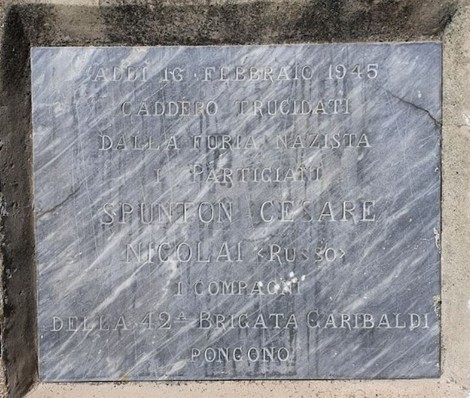 ADDÌ 16 FEBBRAIO 1945
CADDERO TRUCIDATI
DALLA FURIA NAZISTA
I PARTIGIANI
SPUNTON CESARE
NICOLAI «RUSSO»
I COMPAGNI
DELLA 42ª BRIGATA GARIBALDI
PONGONO